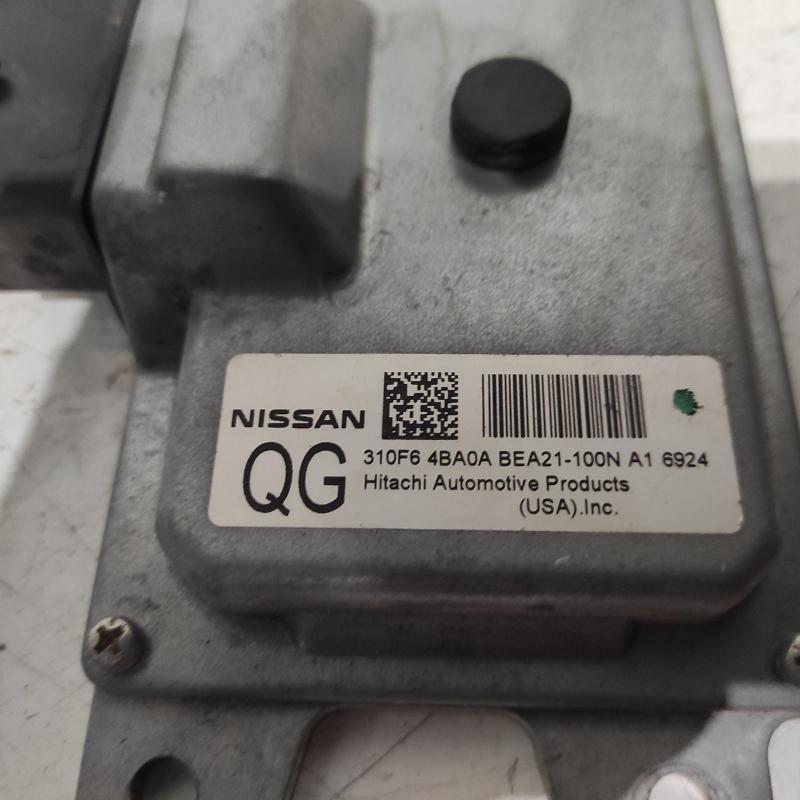 NISSAN
QG
310F6 4BA0A BEA21-100N A1 6924
Hitachi Automotive Products
(USA).Inc.